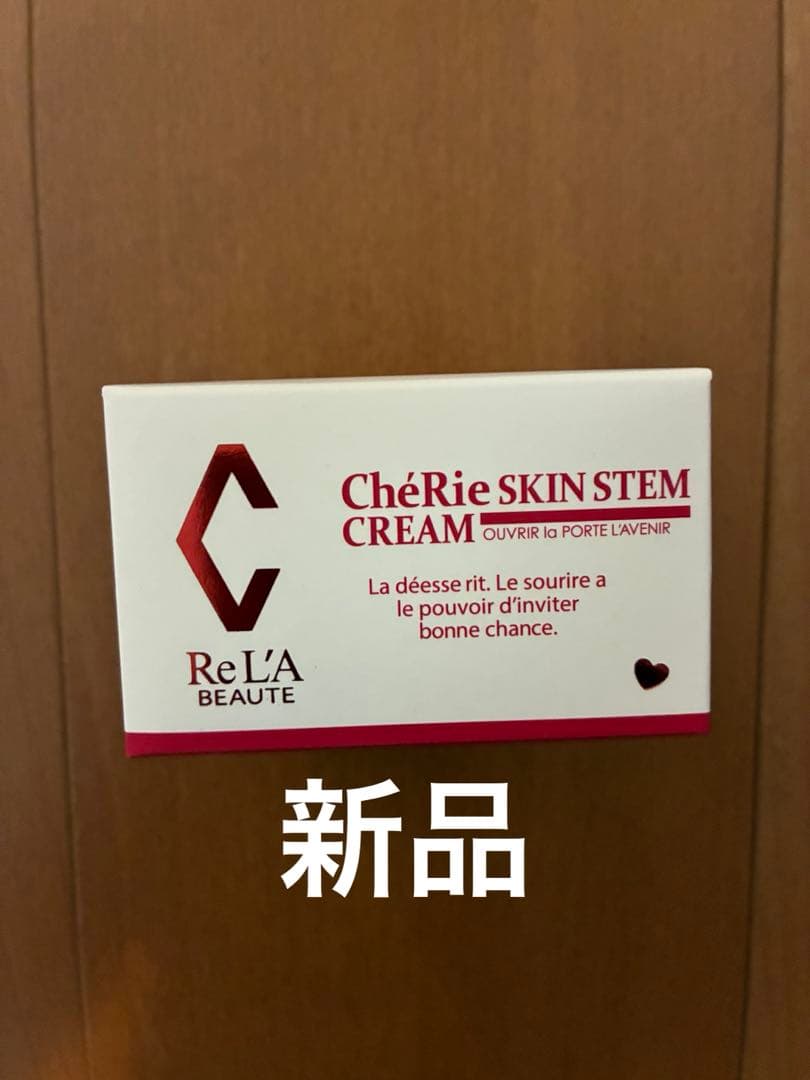 ChéRie SKIN STEM
CREAM OUVRIR la PORTE L'AVENIR
La déesse rit. Le sourire a
le pouvoir d'inviter
bonne chance.
Re L'A
BEAUTE
新品